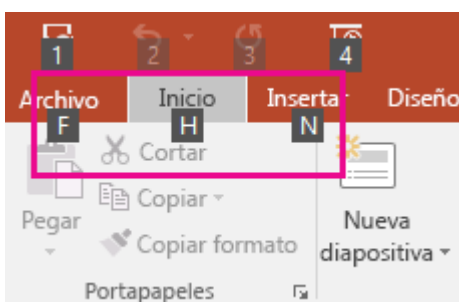 1 2 3 4
Archivo Inicio Insertar Diseño
F H N
Cortar
Copiar
Pegar
Copiar formato
Nueva
diapositiva
Portapapeles